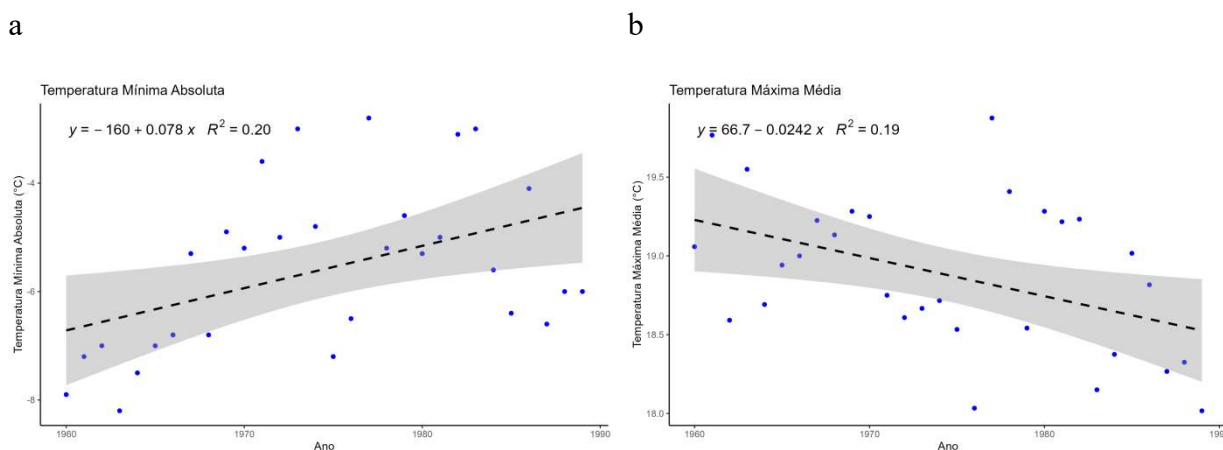 a
b
Temperatura Mínima Absoluta
y = − 160 + 0.078 x R² = 0.20
Temperatura Mínima Absoluta (°C)
-4
-6
-8
1960
1970
1980
1990
Ano
Temperatura Máxima Média
y = 66.7 − 0.0242 x R² = 0.19
Temperatura Máxima Média (°C)
19.5
19.0
18.5
18.0
1960
1970
1980
199
Ano